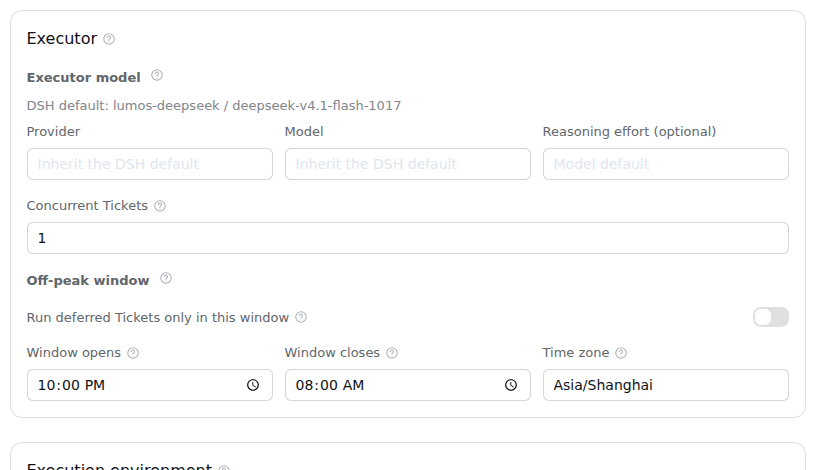 Executor
Executor model
DSH default: lumos-deepseek / deepseek-v4.1-flash-1017
Provider Model Reasoning effort (optional)
Inherit the DSH default Inherit the DSH default Model default
Concurrent Tickets
1
Off-peak window
Run deferred Tickets only in this window
Window opens Window closes Time zone
10:00 PM 08:00 AM Asia/Shanghai
Execution environment